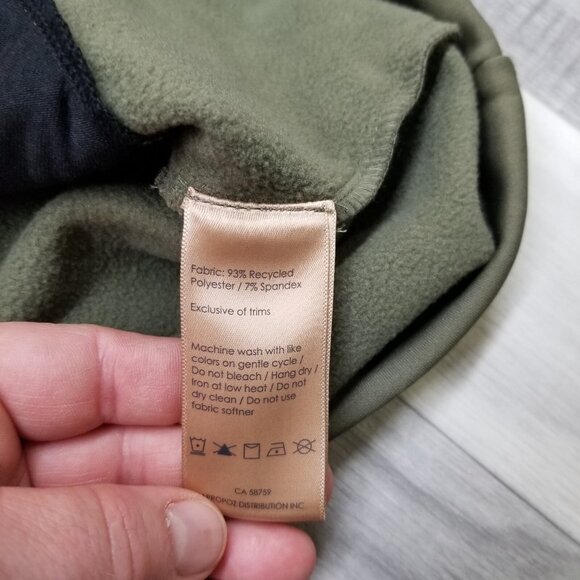 Fabric: 93% Recycled
Polyester / 7% Spandex
Exclusive of trims
Machine wash with like
colors on gentle cycle /
Do not bleach / Hang dry /
Iron at low heat / Do not
dry clean / Do not use
fabric softner
CA 58759
DISTRIBUTION INC